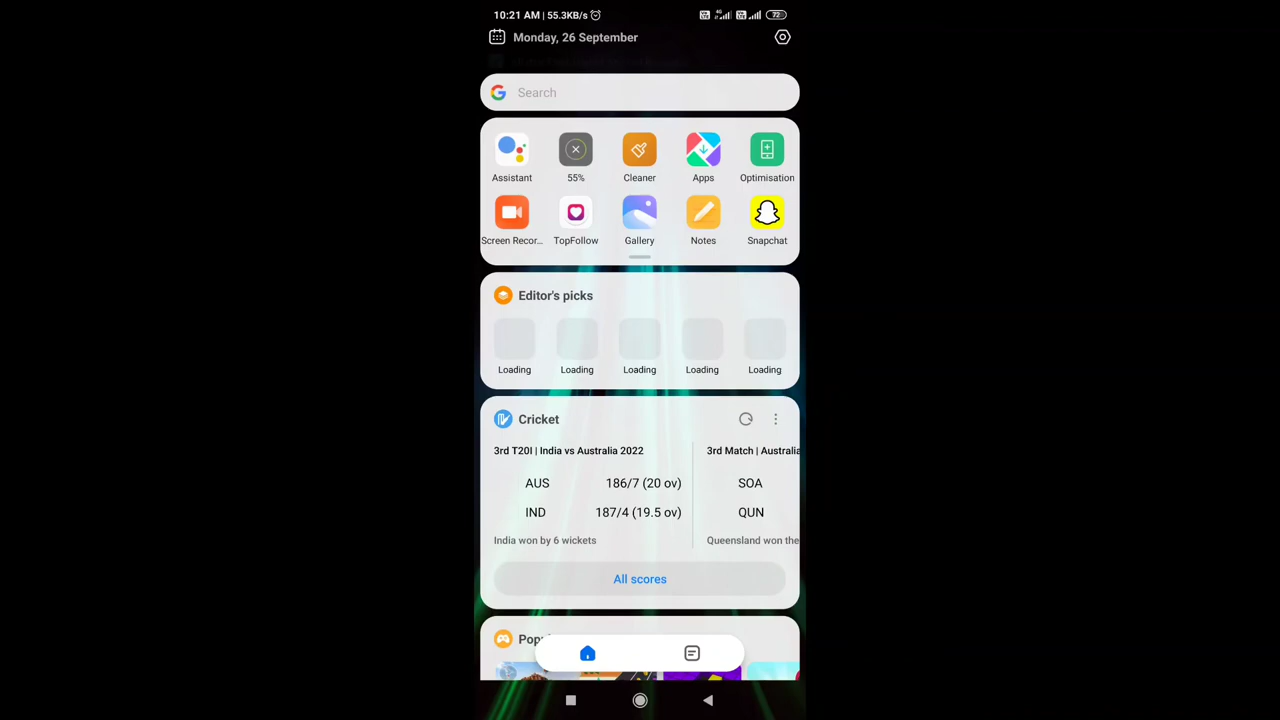 10:21 AM | 55.3KB/s
72
Monday, 26 September
Search
Assistant
55%
Cleaner
Apps
Optimisation
Screen Recor...
TopFollow
Gallery
Notes
Snapchat
Editor's picks
Loading
Loading
Loading
Loading
Loading
Cricket
3rd T20I | India vs Australia 2022
AUS 186/7 (20 ov)
IND 187/4 (19.5 ov)
India won by 6 wickets
3rd Match | Australia
SOA
QUN
Queensland won the
All scores
Pop